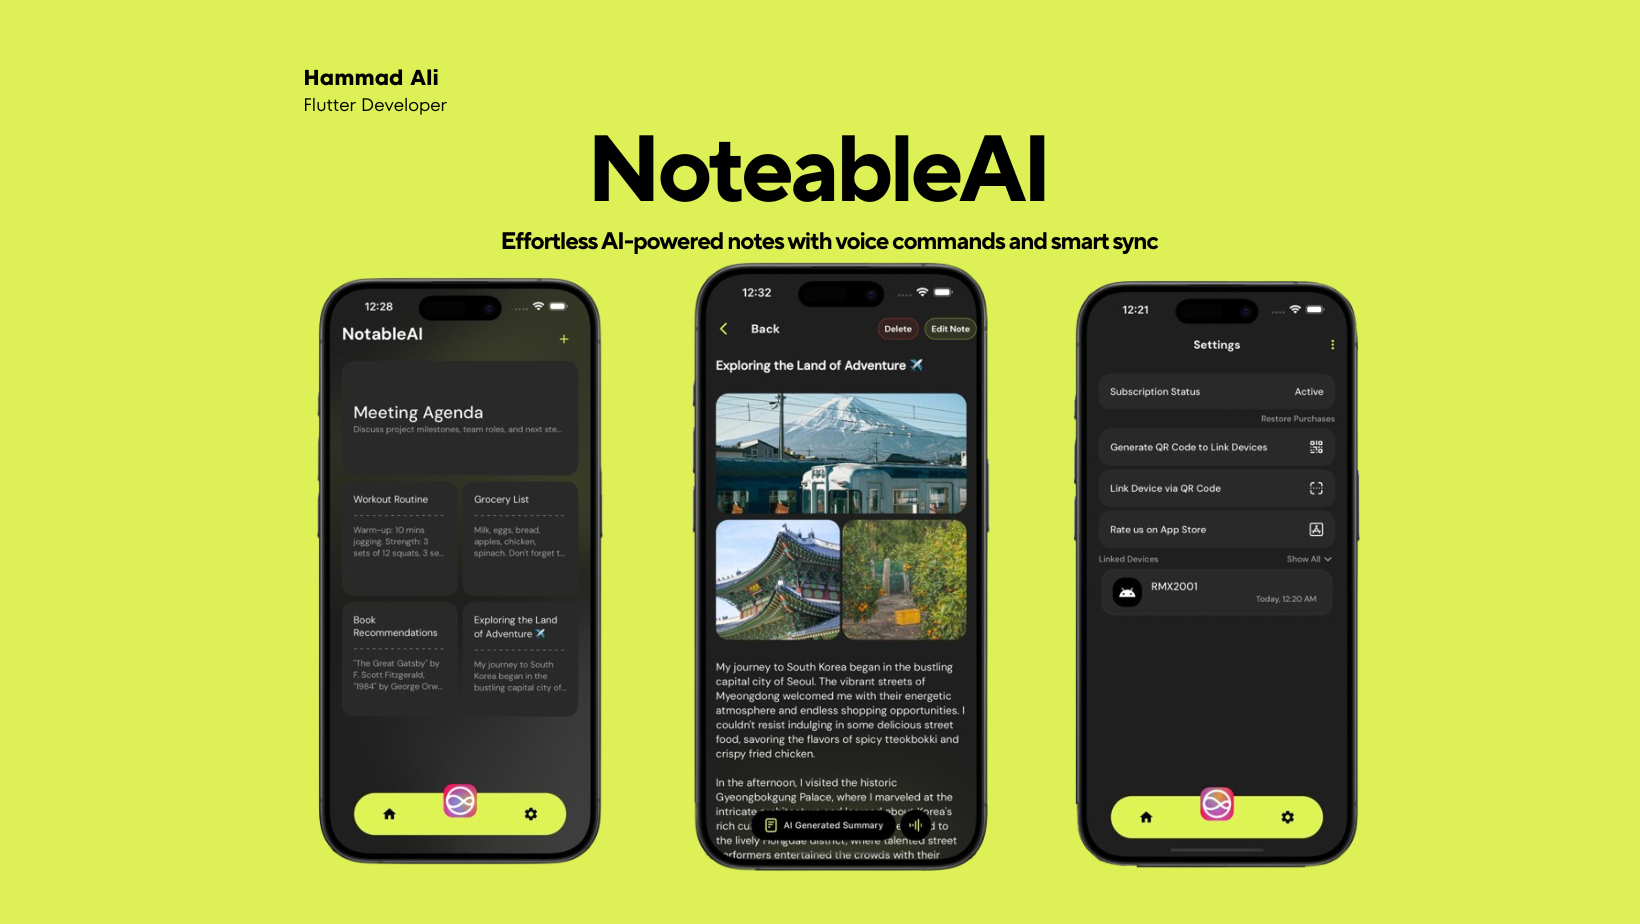 Hammad Ali
Flutter Developer
NoteableAI
Effortless AI-powered notes with voice commands and smart sync
12:28
NotableAI
+
Meeting Agenda
Discuss project milestones, team roles, and next ste...
Workout Routine
Warm-up: 10 mins
jogging. Strength: 3
sets of 12 squats, 3 se...
Grocery List
Milk, eggs, bread,
apples, chicken,
spinach. Don't forget t...
Book
Recommendations
"The Great Gatsby" by
F. Scott Fitzgerald,
"1984" by George Orw...
Exploring the Land
of Adventure ✈️
My journey to South
Korea began in the
bustling capital city of...
12:32
Back
Delete
Edit Note
Exploring the Land of Adventure ✈️
My journey to South Korea began in the bustling
capital city of Seoul. The vibrant streets of
Myeongdong welcomed me with their energetic
atmosphere and endless shopping opportunities. I
couldn't resist indulging in some delicious street
food, savoring the flavors of spicy tteokbokki and
crispy fried chicken.
In the afternoon, I visited the historic
Gyeongbokgung Palace, where I marveled at the
intricate architecture and learned about Korea's
rich cu
to
AI Generated Summary
the lively Hongdae district, where talented street
performers entertained the crowds with their
12:21
Settings
Subscription Status
Active
Restore Purchases
Generate QR Code to Link Devices
Link Device via QR Code
Rate us on App Store
Linked Devices
Show All
RMX2001
Today, 12:20 AM